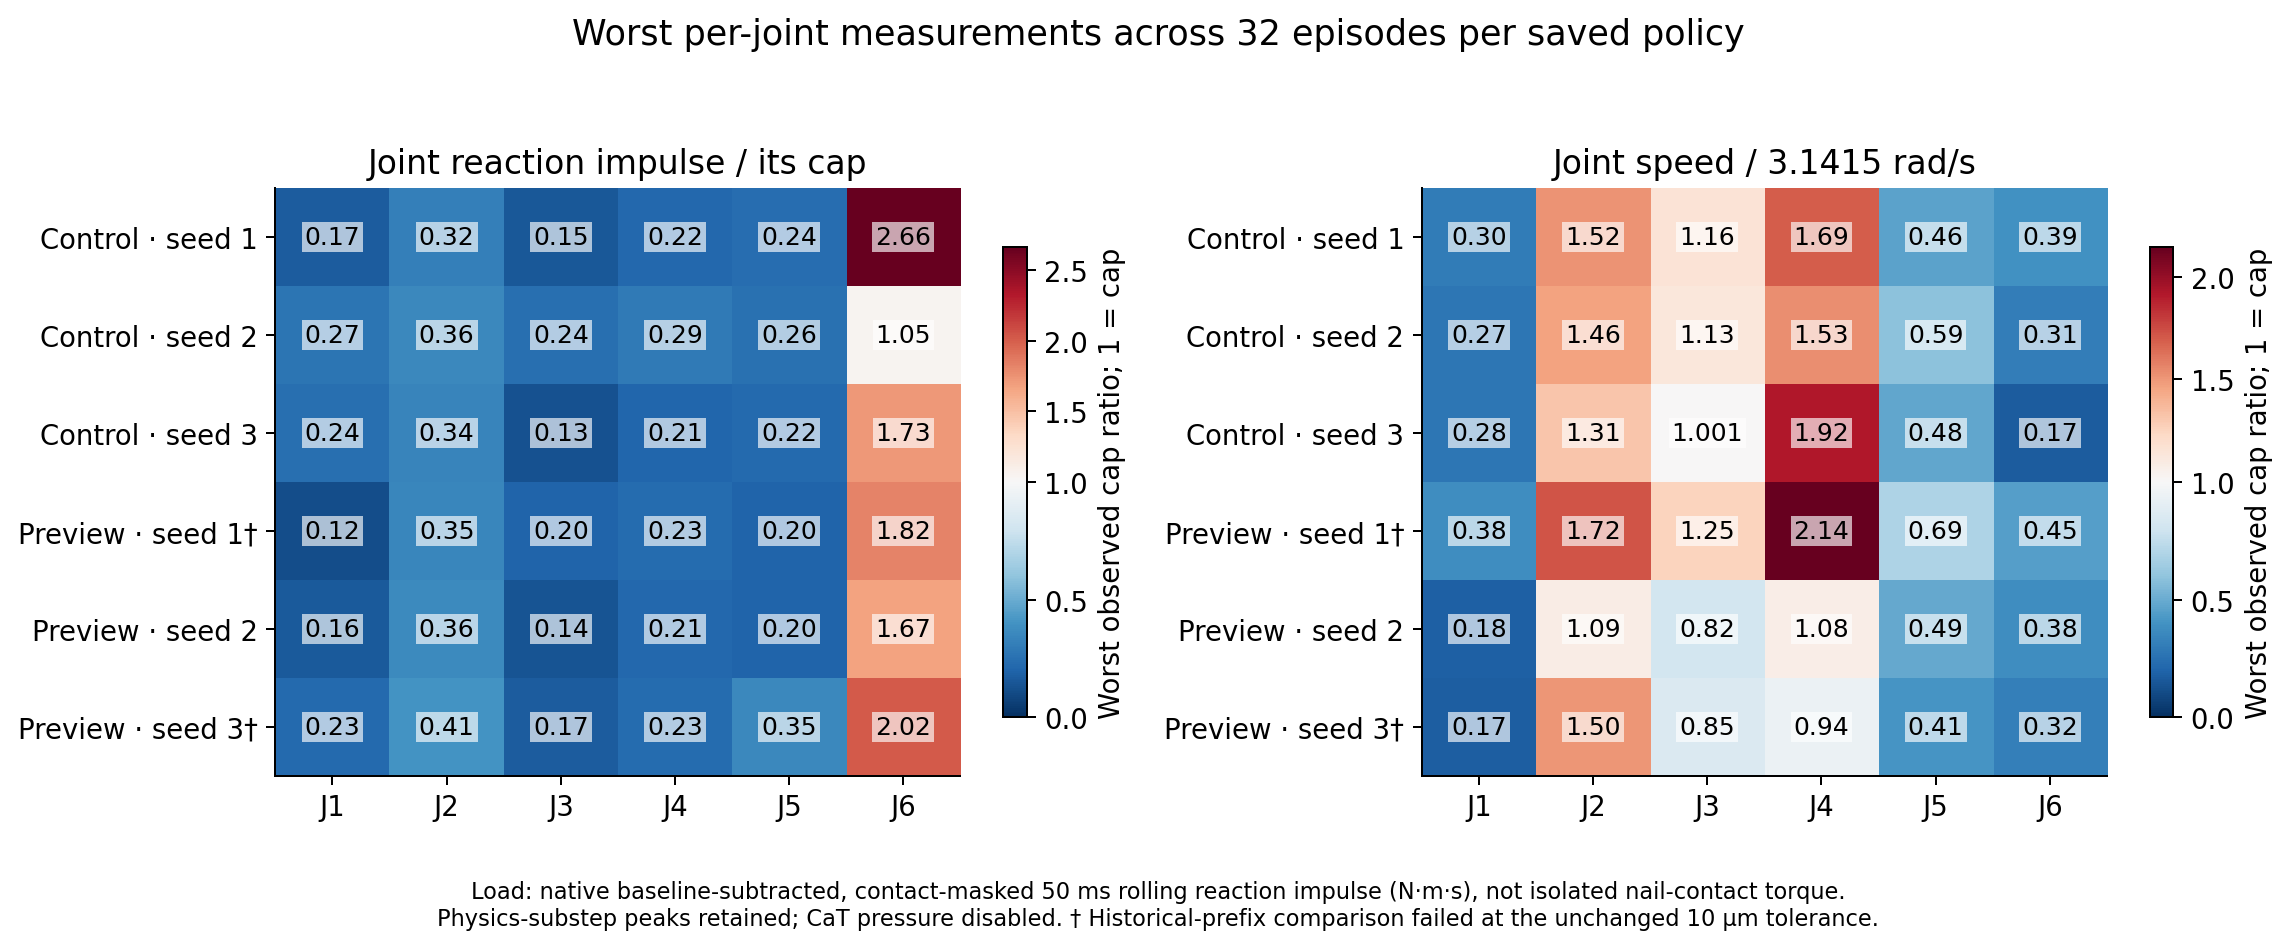 Worst per-joint measurements across 32 episodes per saved policy
Joint reaction impulse / its cap
Control · seed 1 0.17 0.32 0.15 0.22 0.24 2.66
Control · seed 2 0.27 0.36 0.24 0.29 0.26 1.05
Control · seed 3 0.24 0.34 0.13 0.21 0.22 1.73
Preview · seed 1† 0.12 0.35 0.20 0.23 0.20 1.82
Preview · seed 2 0.16 0.36 0.14 0.21 0.20 1.67
Preview · seed 3† 0.23 0.41 0.17 0.23 0.35 2.02
J1 J2 J3 J4 J5 J6
2.5
2.0
1.5
1.0
0.5
0.0
Worst observed cap ratio; 1 = cap
Joint speed / 3.1415 rad/s
Control · seed 1 0.30 1.52 1.16 1.69 0.46 0.39
Control · seed 2 0.27 1.46 1.13 1.53 0.59 0.31
Control · seed 3 0.28 1.31 1.001 1.92 0.48 0.17
Preview · seed 1† 0.38 1.72 1.25 2.14 0.69 0.45
Preview · seed 2 0.18 1.09 0.82 1.08 0.49 0.38
Preview · seed 3† 0.17 1.50 0.85 0.94 0.41 0.32
J1 J2 J3 J4 J5 J6
2.0
1.5
1.0
0.5
0.0
Worst observed cap ratio; 1 = cap
Load: native baseline-subtracted, contact-masked 50 ms rolling reaction impulse (N·m·s), not isolated nail-contact torque.
Physics-substep peaks retained; CaT pressure disabled. † Historical-prefix comparison failed at the unchanged 10 µm tolerance.